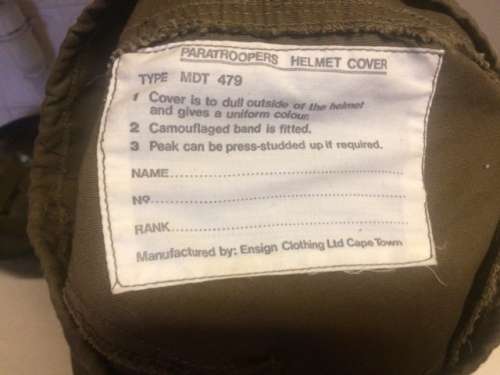 PARATROOPERS HELMET COVER
TYPE MDT 479
1 Cover is to dull outside of the helmet
and gives a uniform colour.
2 Camouflaged band is fitted.
3 Peak can be press-studded up if required.
NAME...................................................
No.......................................................
RANK...................................................
Manufactured by: Ensign Clothing Ltd Cape Town